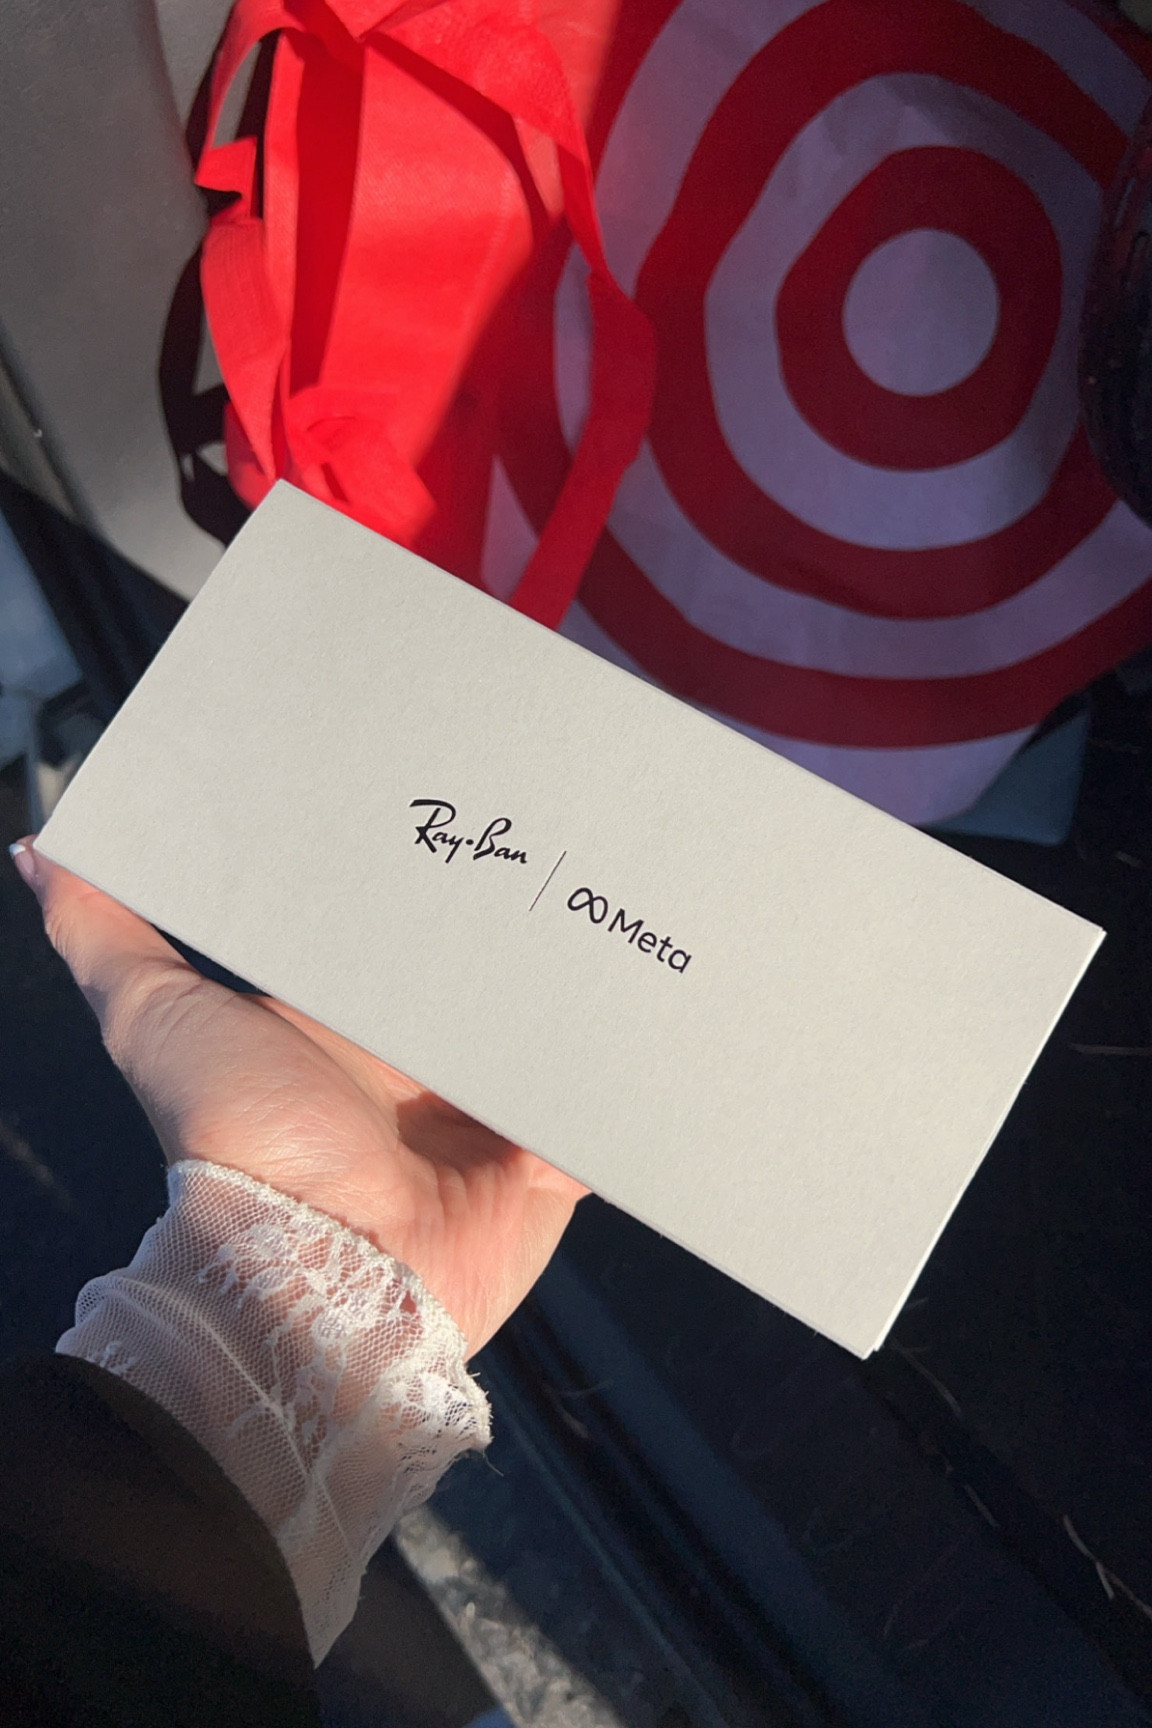 Ray-Ban | ∞ Meta